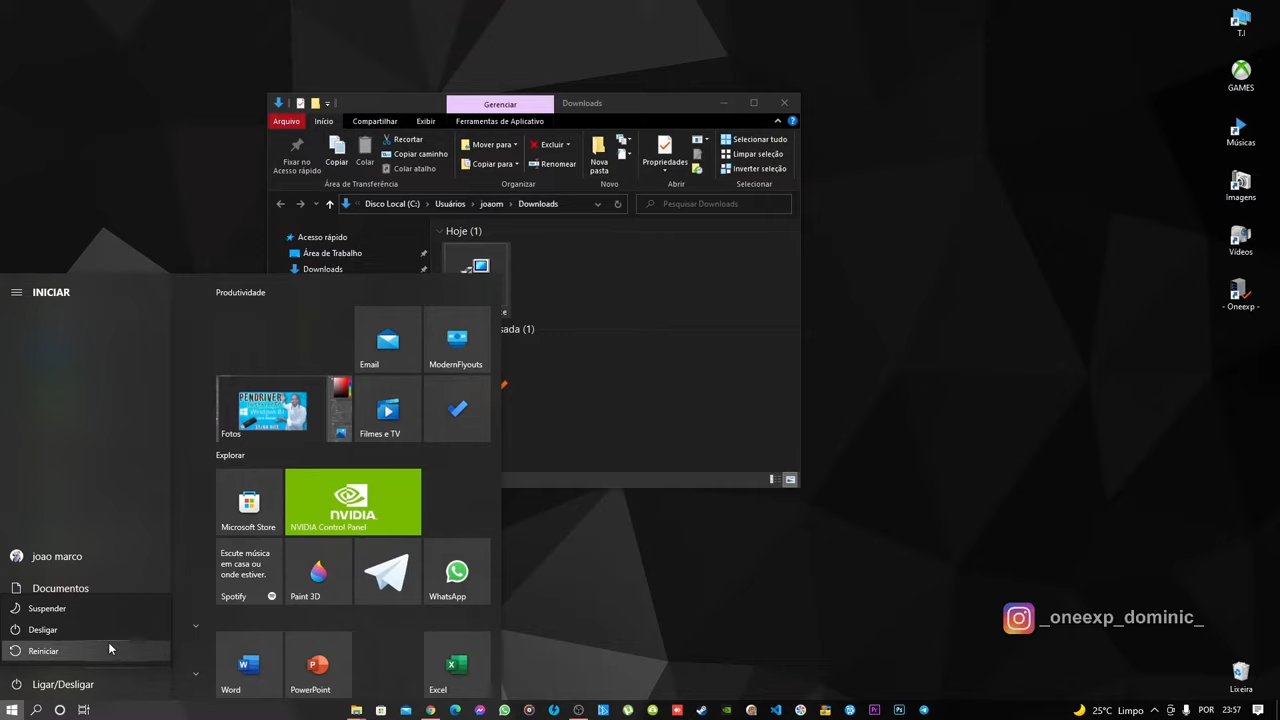 T.I
GAMES
Músicas
Imagens
Vídeos
- Oneexp -
Lixeira
Gerenciar
Downloads
Arquivo
Início
Compartilhar
Exibir
Ferramentas de Aplicativo
Fixar no
Acesso rápido
Copiar
Colar
Recortar
Copiar caminho
Colar atalho
Área de Transferência
Mover para
Copiar para
Excluir
Renomear
Organizar
Nova
pasta
Novo
Propriedades
Abrir
Selecionar tudo
Limpar seleção
Inverter seleção
Selecionar
Disco Local (C:) > Usuários > joaom > Downloads
Pesquisar Downloads
Acesso rápido
Área de Trabalho
Downloads
Hoje (1)
sada (1)
INICIAR
Produtividade
Email
ModernFlyouts
PENDRIVER
Fotos
Filmes e TV
Explorar
Microsoft Store
NVIDIA.
NVIDIA Control Panel
Escute música
em casa ou
onde estiver.
Spotify
Paint 3D
WhatsApp
Word
PowerPoint
Excel
joao marco
Documentos
Suspender
Desligar
Reiniciar
Ligar/Desligar
_oneexp_dominic_
25°C Limpo
POR
23:57